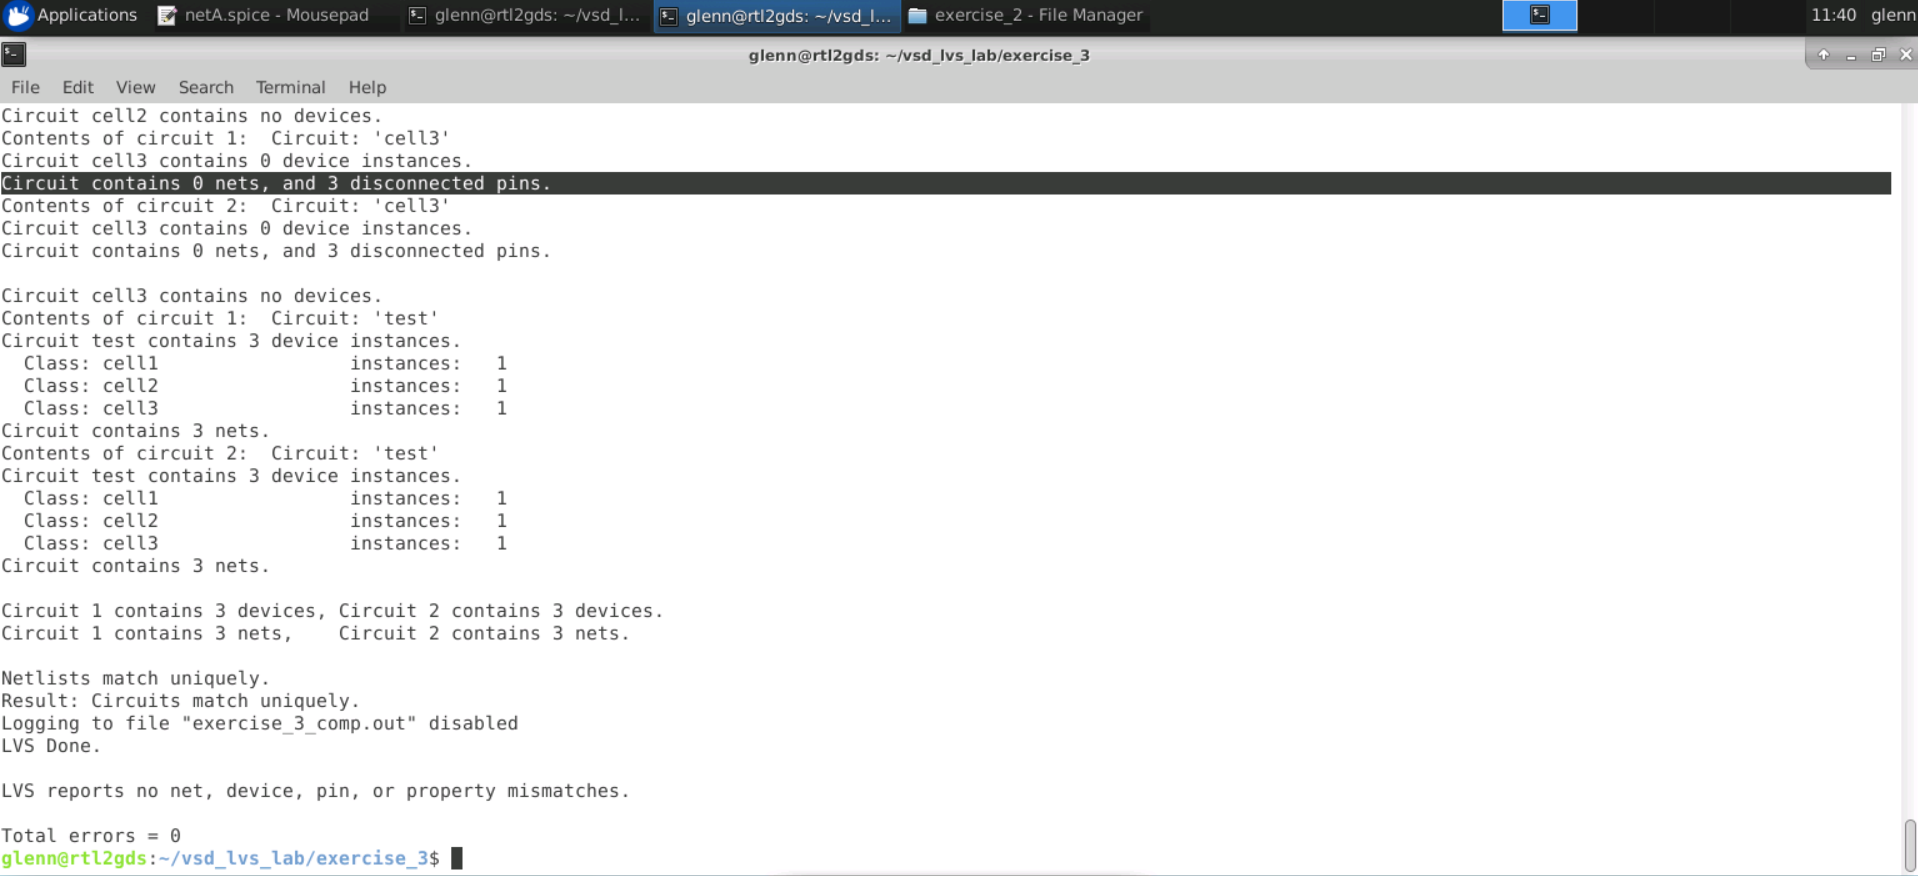 Applications netA.spice - Mousepad glenn@rtl2gds: ~/vsd_l... glenn@rtl2gds: ~/vsd_l... exercise_2 - File Manager 11:40 glenn
glenn@rtl2gds: ~/vsd_lvs_lab/exercise_3
File Edit View Search Terminal Help
Circuit cell2 contains no devices.
Contents of circuit 1:  Circuit: 'cell3'
Circuit cell3 contains 0 device instances.
Circuit contains 0 nets, and 3 disconnected pins.
Contents of circuit 2:  Circuit: 'cell3'
Circuit cell3 contains 0 device instances.
Circuit contains 0 nets, and 3 disconnected pins.
Circuit cell3 contains no devices.
Contents of circuit 1:  Circuit: 'test'
Circuit test contains 3 device instances.
  Class: cell1                 instances:   1
  Class: cell2                 instances:   1
  Class: cell3                 instances:   1
Circuit contains 3 nets.
Contents of circuit 2:  Circuit: 'test'
Circuit test contains 3 device instances.
  Class: cell1                 instances:   1
  Class: cell2                 instances:   1
  Class: cell3                 instances:   1
Circuit contains 3 nets.
Circuit 1 contains 3 devices, Circuit 2 contains 3 devices.
Circuit 1 contains 3 nets,    Circuit 2 contains 3 nets.
Netlists match uniquely.
Result: Circuits match uniquely.
Logging to file "exercise_3_comp.out" disabled
LVS Done.
LVS reports no net, device, pin, or property mismatches.
Total errors = 0
glenn@rtl2gds:~/vsd_lvs_lab/exercise_3$